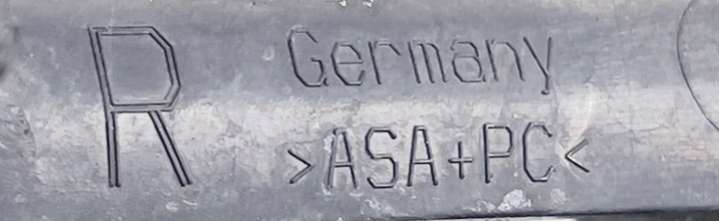 R
Germany
>ASA+PC<